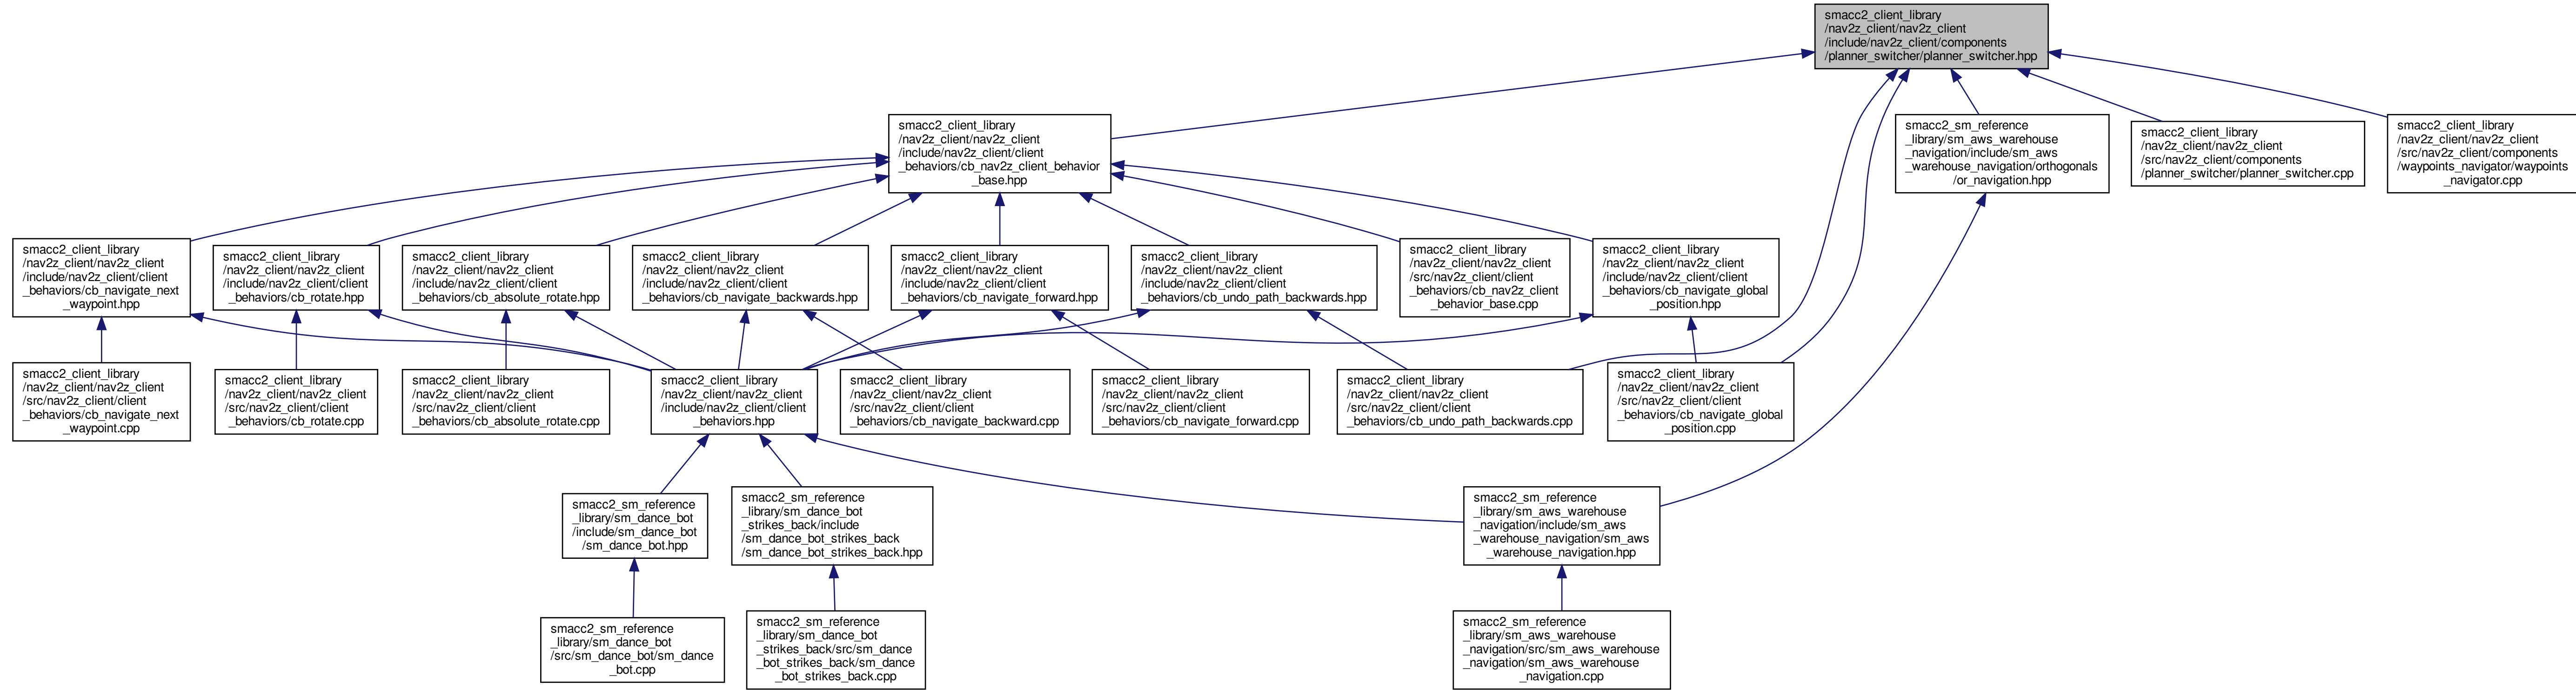 smacc2_client_library
/nav2z_client/nav2z_client
/include/nav2z_client/components
/planner_switcher/planner_switcher.hpp
smacc2_client_library
/nav2z_client/nav2z_client
/include/nav2z_client/client
_behaviors/cb_nav2z_client_behavior
_base.hpp
smacc2_sm_reference
_library/sm_aws_warehouse
_navigation/include/sm_aws
_warehouse_navigation/orthogonals
/or_navigation.hpp
smacc2_client_library
/nav2z_client/nav2z_client
/src/nav2z_client/components
/planner_switcher/planner_switcher.cpp
smacc2_client_library
/nav2z_client/nav2z_client
/src/nav2z_client/components
/waypoints_navigator/waypoints
_navigator.cpp
smacc2_client_library
/nav2z_client/nav2z_client
/include/nav2z_client/client
_behaviors/cb_navigate_next
_waypoint.hpp
smacc2_client_library
/nav2z_client/nav2z_client
/include/nav2z_client/client
_behaviors/cb_rotate.hpp
smacc2_client_library
/nav2z_client/nav2z_client
/include/nav2z_client/client
_behaviors/cb_absolute_rotate.hpp
smacc2_client_library
/nav2z_client/nav2z_client
/include/nav2z_client/client
_behaviors/cb_navigate_backwards.hpp
smacc2_client_library
/nav2z_client/nav2z_client
/include/nav2z_client/client
_behaviors/cb_navigate_forward.hpp
smacc2_client_library
/nav2z_client/nav2z_client
/include/nav2z_client/client
_behaviors/cb_undo_path_backwards.hpp
smacc2_client_library
/nav2z_client/nav2z_client
/src/nav2z_client/client
_behaviors/cb_nav2z_client
_behavior_base.cpp
smacc2_client_library
/nav2z_client/nav2z_client
/include/nav2z_client/client
_behaviors/cb_navigate_global
_position.hpp
smacc2_client_library
/nav2z_client/nav2z_client
/src/nav2z_client/client
_behaviors/cb_navigate_next
_waypoint.cpp
smacc2_client_library
/nav2z_client/nav2z_client
/src/nav2z_client/client
_behaviors/cb_rotate.cpp
smacc2_client_library
/nav2z_client/nav2z_client
/src/nav2z_client/client
_behaviors/cb_absolute_rotate.cpp
smacc2_client_library
/nav2z_client/nav2z_client
/include/nav2z_client/client
_behaviors.hpp
smacc2_client_library
/nav2z_client/nav2z_client
/src/nav2z_client/client
_behaviors/cb_navigate_backward.cpp
smacc2_client_library
/nav2z_client/nav2z_client
/src/nav2z_client/client
_behaviors/cb_navigate_forward.cpp
smacc2_client_library
/nav2z_client/nav2z_client
/src/nav2z_client/client
_behaviors/cb_undo_path_backwards.cpp
smacc2_client_library
/nav2z_client/nav2z_client
/src/nav2z_client/client
_behaviors/cb_navigate_global
_position.cpp
smacc2_sm_reference
_library/sm_dance_bot
/include/sm_dance_bot
/sm_dance_bot.hpp
smacc2_sm_reference
_library/sm_dance_bot
_strikes_back/include
/sm_dance_bot_strikes_back
/sm_dance_bot_strikes_back.hpp
smacc2_sm_reference
_library/sm_aws_warehouse
_navigation/include/sm_aws
_warehouse_navigation/sm_aws
_warehouse_navigation.hpp
smacc2_sm_reference
_library/sm_dance_bot
/src/sm_dance_bot/sm_dance
_bot.cpp
smacc2_sm_reference
_library/sm_dance_bot
_strikes_back/src/sm_dance
_bot_strikes_back/sm_dance
_bot_strikes_back.cpp
smacc2_sm_reference
_library/sm_aws_warehouse
_navigation/src/sm_aws_warehouse
_navigation/sm_aws_warehouse
_navigation.cpp